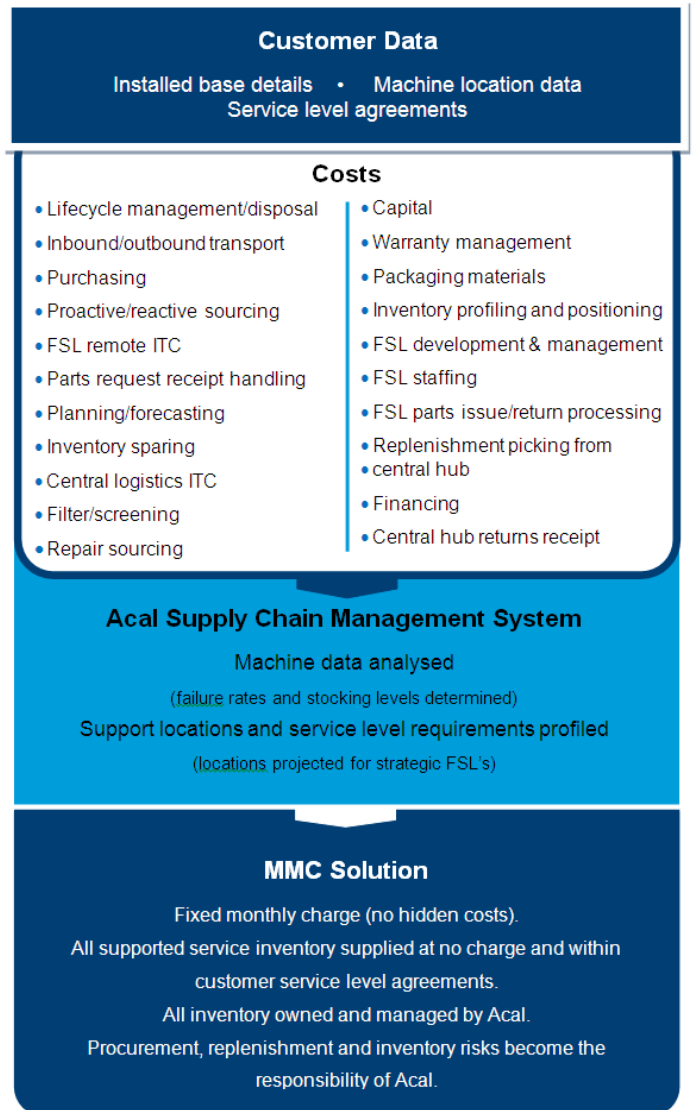 Customer Data
Installed base details • Machine location data
Service level agreements
Costs
• Lifecycle management/disposal
• Inbound/outbound transport
• Purchasing
• Proactive/reactive sourcing
• FSL remote ITC
• Parts request receipt handling
• Planning/forecasting
• Inventory sparing
• Central logistics ITC
• Filter/screening
• Repair sourcing
• Capital
• Warranty management
• Packaging materials
• Inventory profiling and positioning
• FSL development & management
• FSL staffing
• FSL parts issue/return processing
• Replenishment picking from
• central hub
• Financing
• Central hub returns receipt
Acal Supply Chain Management System
Machine data analysed
(failure rates and stocking levels determined)
Support locations and service level requirements profiled
(locations projected for strategic FSL's)
MMC Solution
Fixed monthly charge (no hidden costs).
All supported service inventory supplied at no charge and within
customer service level agreements.
All inventory owned and managed by Acal.
Procurement, replenishment and inventory risks become the
responsibility of Acal.